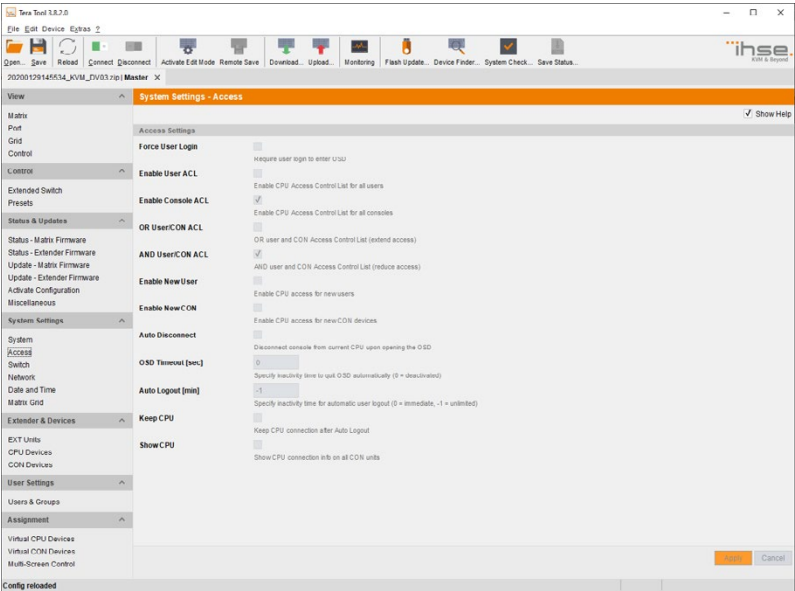 Tera Tool 3.8.2.0
File Edit Device Extras ?
Open... Save Reload Connect Disconnect Activate Edit Mode Remote Save Download... Upload... Monitoring Flash Update... Device Finder... System Check... Save Status...
ihse.
KVM & Beyond
20200129145534_KVM_DV03.zip | Master X
View
Matrix
Port
Grid
Control
Control
Extended Switch
Presets
Status & Updates
Status - Matrix Firmware
Status - Extender Firmware
Update - Matrix Firmware
Update - Extender Firmware
Activate Configuration
Miscellaneous
System Settings
System
Access
Switch
Network
Date and Time
Matrix Grid
Extender & Devices
EXT Units
CPU Devices
CON Devices
User Settings
Users & Groups
Assignment
Virtual CPU Devices
Virtual CON Devices
Multi-Screen Control
System Settings - Access
Show Help
Access Settings
Force User Login
Require user login to enter OSD
Enable User ACL
Enable CPU Access Control List for all users
Enable Console ACL
Enable CPU Access Control List for all consoles
OR User/CON ACL
OR user and CON Access Control List (extend access)
AND User/CON ACL
AND user and CON Access Control List (reduce access)
Enable New User
Enable CPU access for new users
Enable New CON
Enable CPU access for new CON devices
Auto Disconnect
Disconnect console from current CPU upon opening the OSD
OSD Timeout [sec] 0
Specify inactivity time to quit OSD automatically (0 = deactivated)
Auto Logout [min] -1
Specify inactivity time for automatic user logout (0 = immediate, -1 = unlimited)
Keep CPU
Keep CPU connection after Auto Logout
Show CPU
Show CPU connection info on all CON units
Apply Cancel
Config reloaded